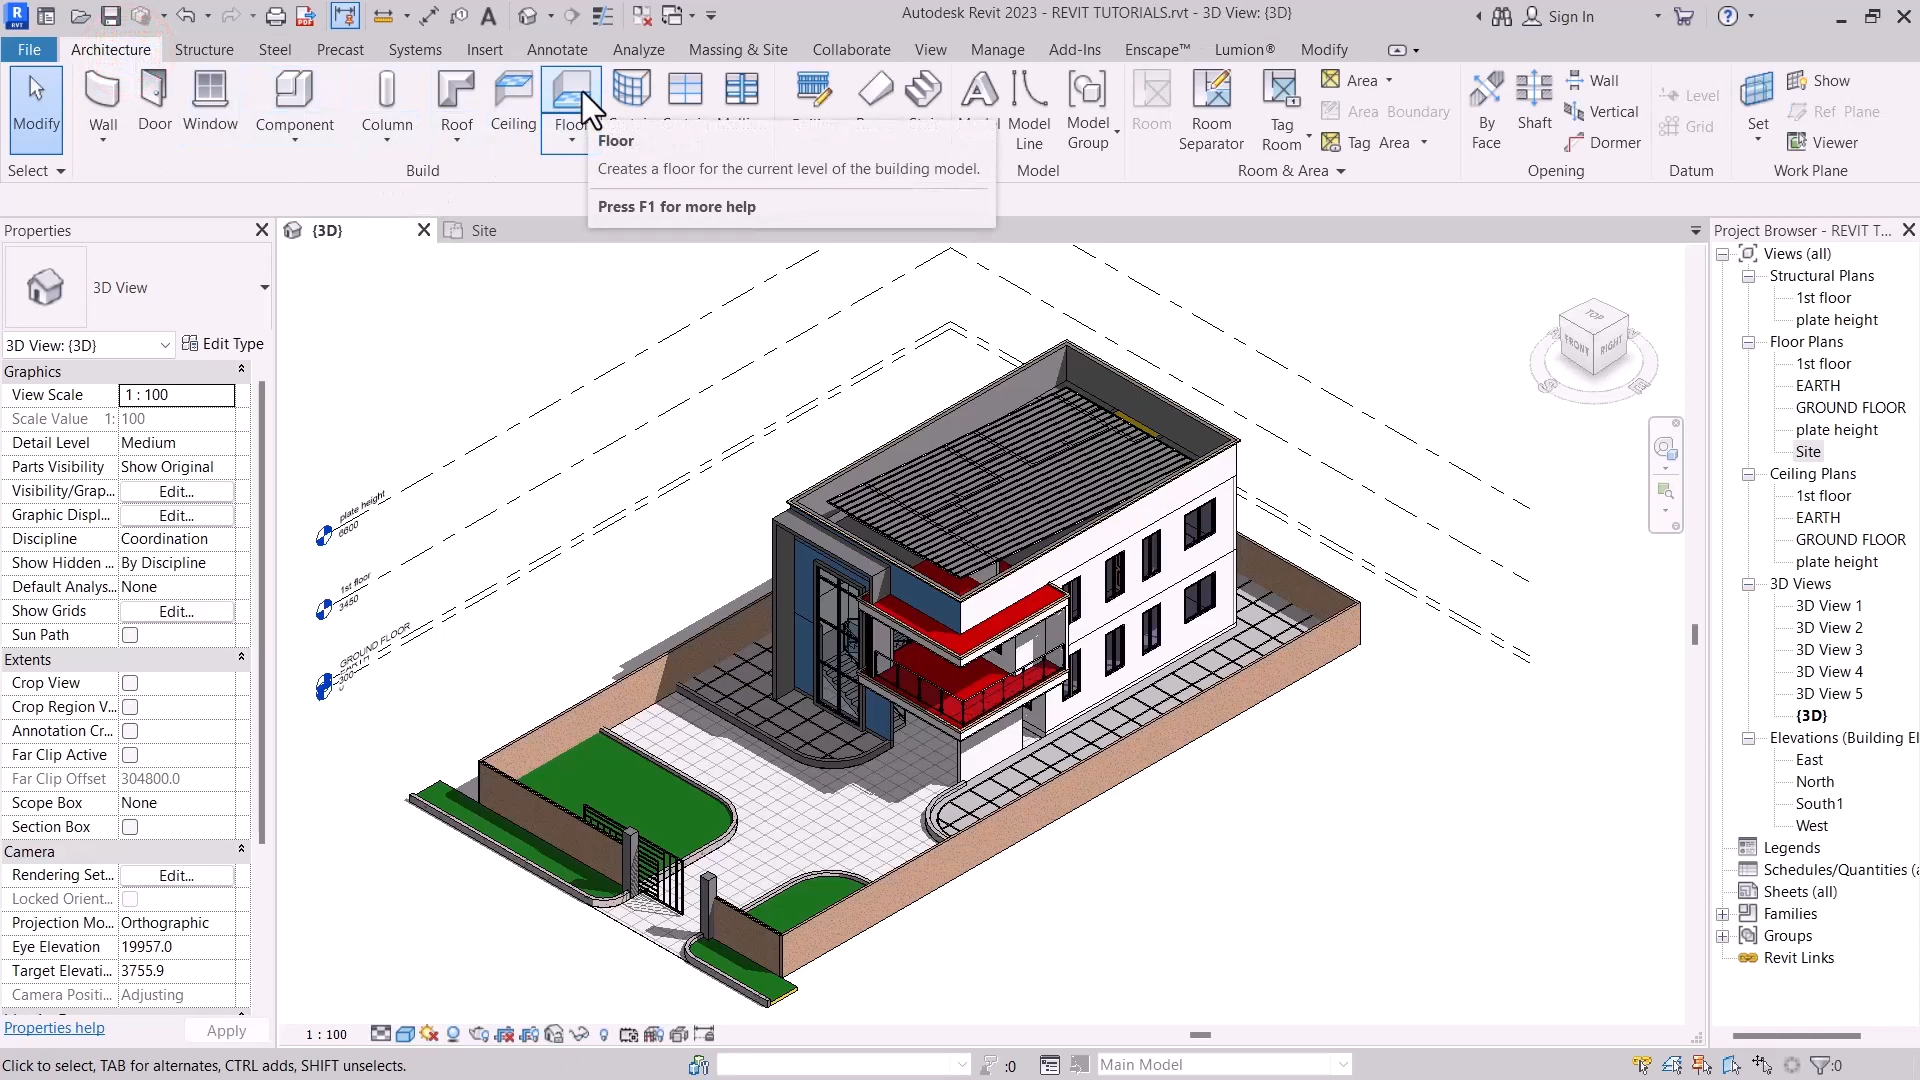 Autodesk Revit 2023 - REVIT TUTORIALS.rvt - 3D View: {3D}
Sign In
File
Architecture
Structure
Steel
Precast
Systems
Insert
Annotate
Analyze
Massing & Site
Collaborate
View
Manage
Add-Ins
Enscape™
Lumion®
Modify
Modify
Wall
Door
Window
Component
Column
Roof
Ceiling
Floor
Model
Line
Model
Group
Room
Room
Separator
Tag
Room
Area
Area Boundary
Tag Area
By
Face
Shaft
Wall
Vertical
Dormer
Level
Grid
Set
Show
Ref Plane
Viewer
Select
Build
Model
Room & Area
Opening
Datum
Work Plane
Floor
Creates a floor for the current level of the building model.
Press F1 for more help
Properties
{3D}
Site
Project Browser - REVIT T...
3D View
3D View: {3D}
Edit Type
Graphics
View Scale
1 : 100
Scale Value 1:
100
Detail Level
Medium
Parts Visibility
Show Original
Visibility/Grap...
Edit...
Graphic Displ...
Edit...
Discipline
Coordination
Show Hidden ...
By Discipline
Default Analys...
None
Show Grids
Edit...
Sun Path
Extents
Crop View
Crop Region V...
Annotation Cr...
Far Clip Active
Far Clip Offset
304800.0
Scope Box
None
Section Box
Camera
Rendering Set...
Edit...
Locked Orient...
Projection Mo...
Orthographic
Eye Elevation
19957.0
Target Elevati...
3755.9
Camera Positi...
Adjusting
Properties help
Apply
plate height
6600
1st floor
3450
GROUND FLOOR
300
0
TOP
FRONT
RIGHT
Views (all)
Structural Plans
1st floor
plate height
Floor Plans
1st floor
EARTH
GROUND FLOOR
plate height
Site
Ceiling Plans
1st floor
EARTH
GROUND FLOOR
plate height
3D Views
3D View 1
3D View 2
3D View 3
3D View 4
3D View 5
{3D}
Elevations (Building El
East
North
South1
West
Legends
Schedules/Quantities (a
Sheets (all)
Families
Groups
Revit Links
1 : 100
Click to select, TAB for alternates, CTRL adds, SHIFT unselects.
:0
Main Model
:0